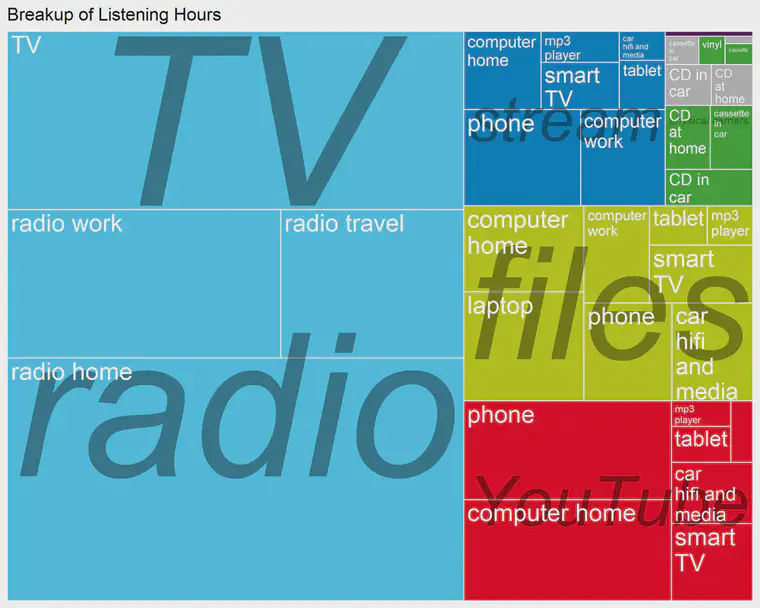 Breakup of Listening Hours
TV
TV
radio work
radio travel
radio home
radio
computer
home
mp3
player
car
hifi and
media
smart
TV
tablet
phone
computer
work
stream
cassette
in
car
vinyl
cassette
CD in
car
CD
at
home
CD
at
home
cassette
in
car
CD in
car
computer
home
computer
work
tablet
mp3
player
smart
TV
laptop
phone
car
hifi
and
media
files
phone
mp3
player
tablet
car
hifi and
media
computer home
smart
TV
YouTube